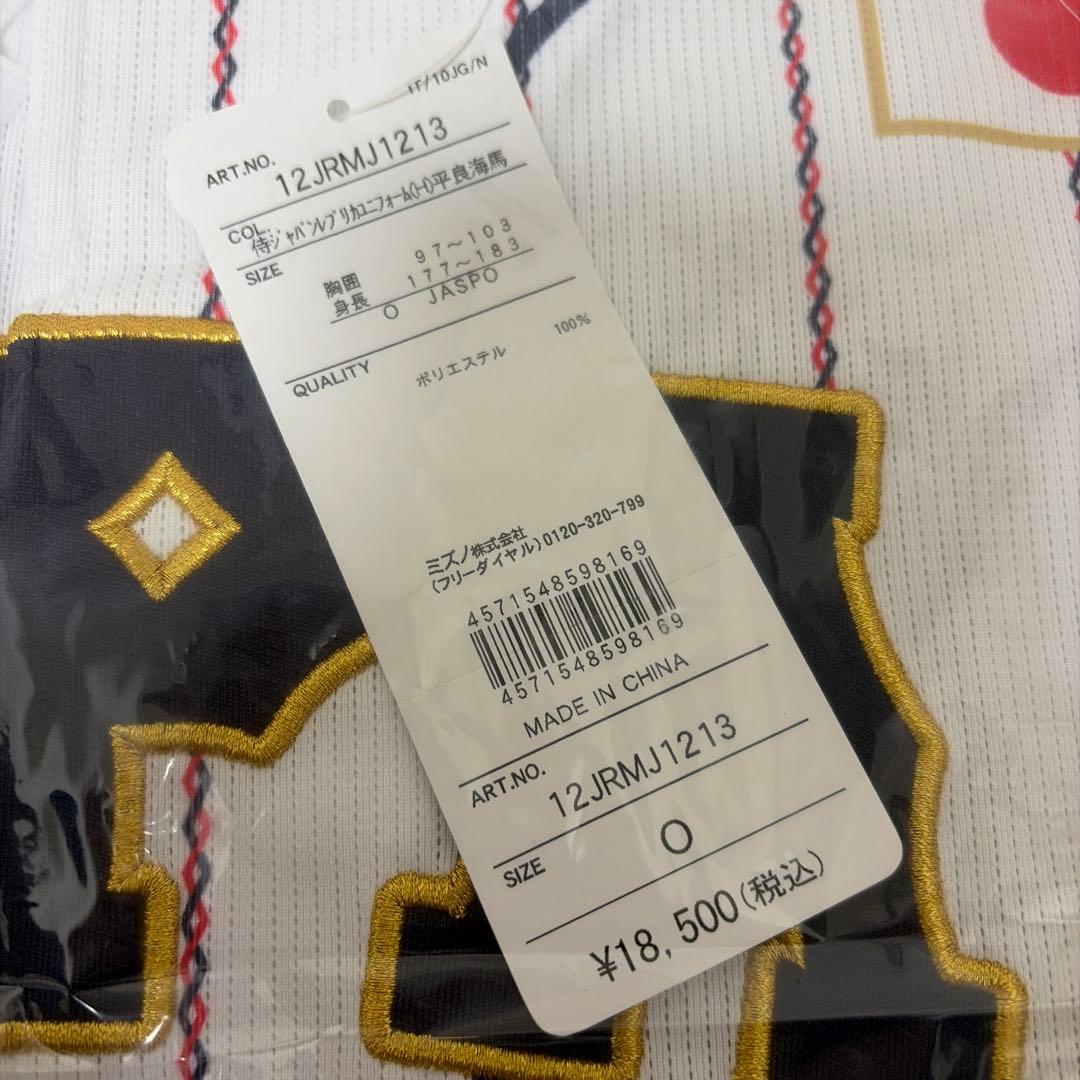 1T/10JG/N
ART.NO. 12JRMJ1213
COL. 侍ジャパンレプリカユニフォーム(H)平良海馬
SIZE
胸囲 97〜103
身長 177〜183
O JASPO
QUALITY
ポリエステル 100%
ミズノ株式会社
(フリーダイヤル)0120-320-799
4571548598169
4571548598169
MADE IN CHINA
ART.NO. 12JRMJ1213
SIZE O
¥18,500(税込)